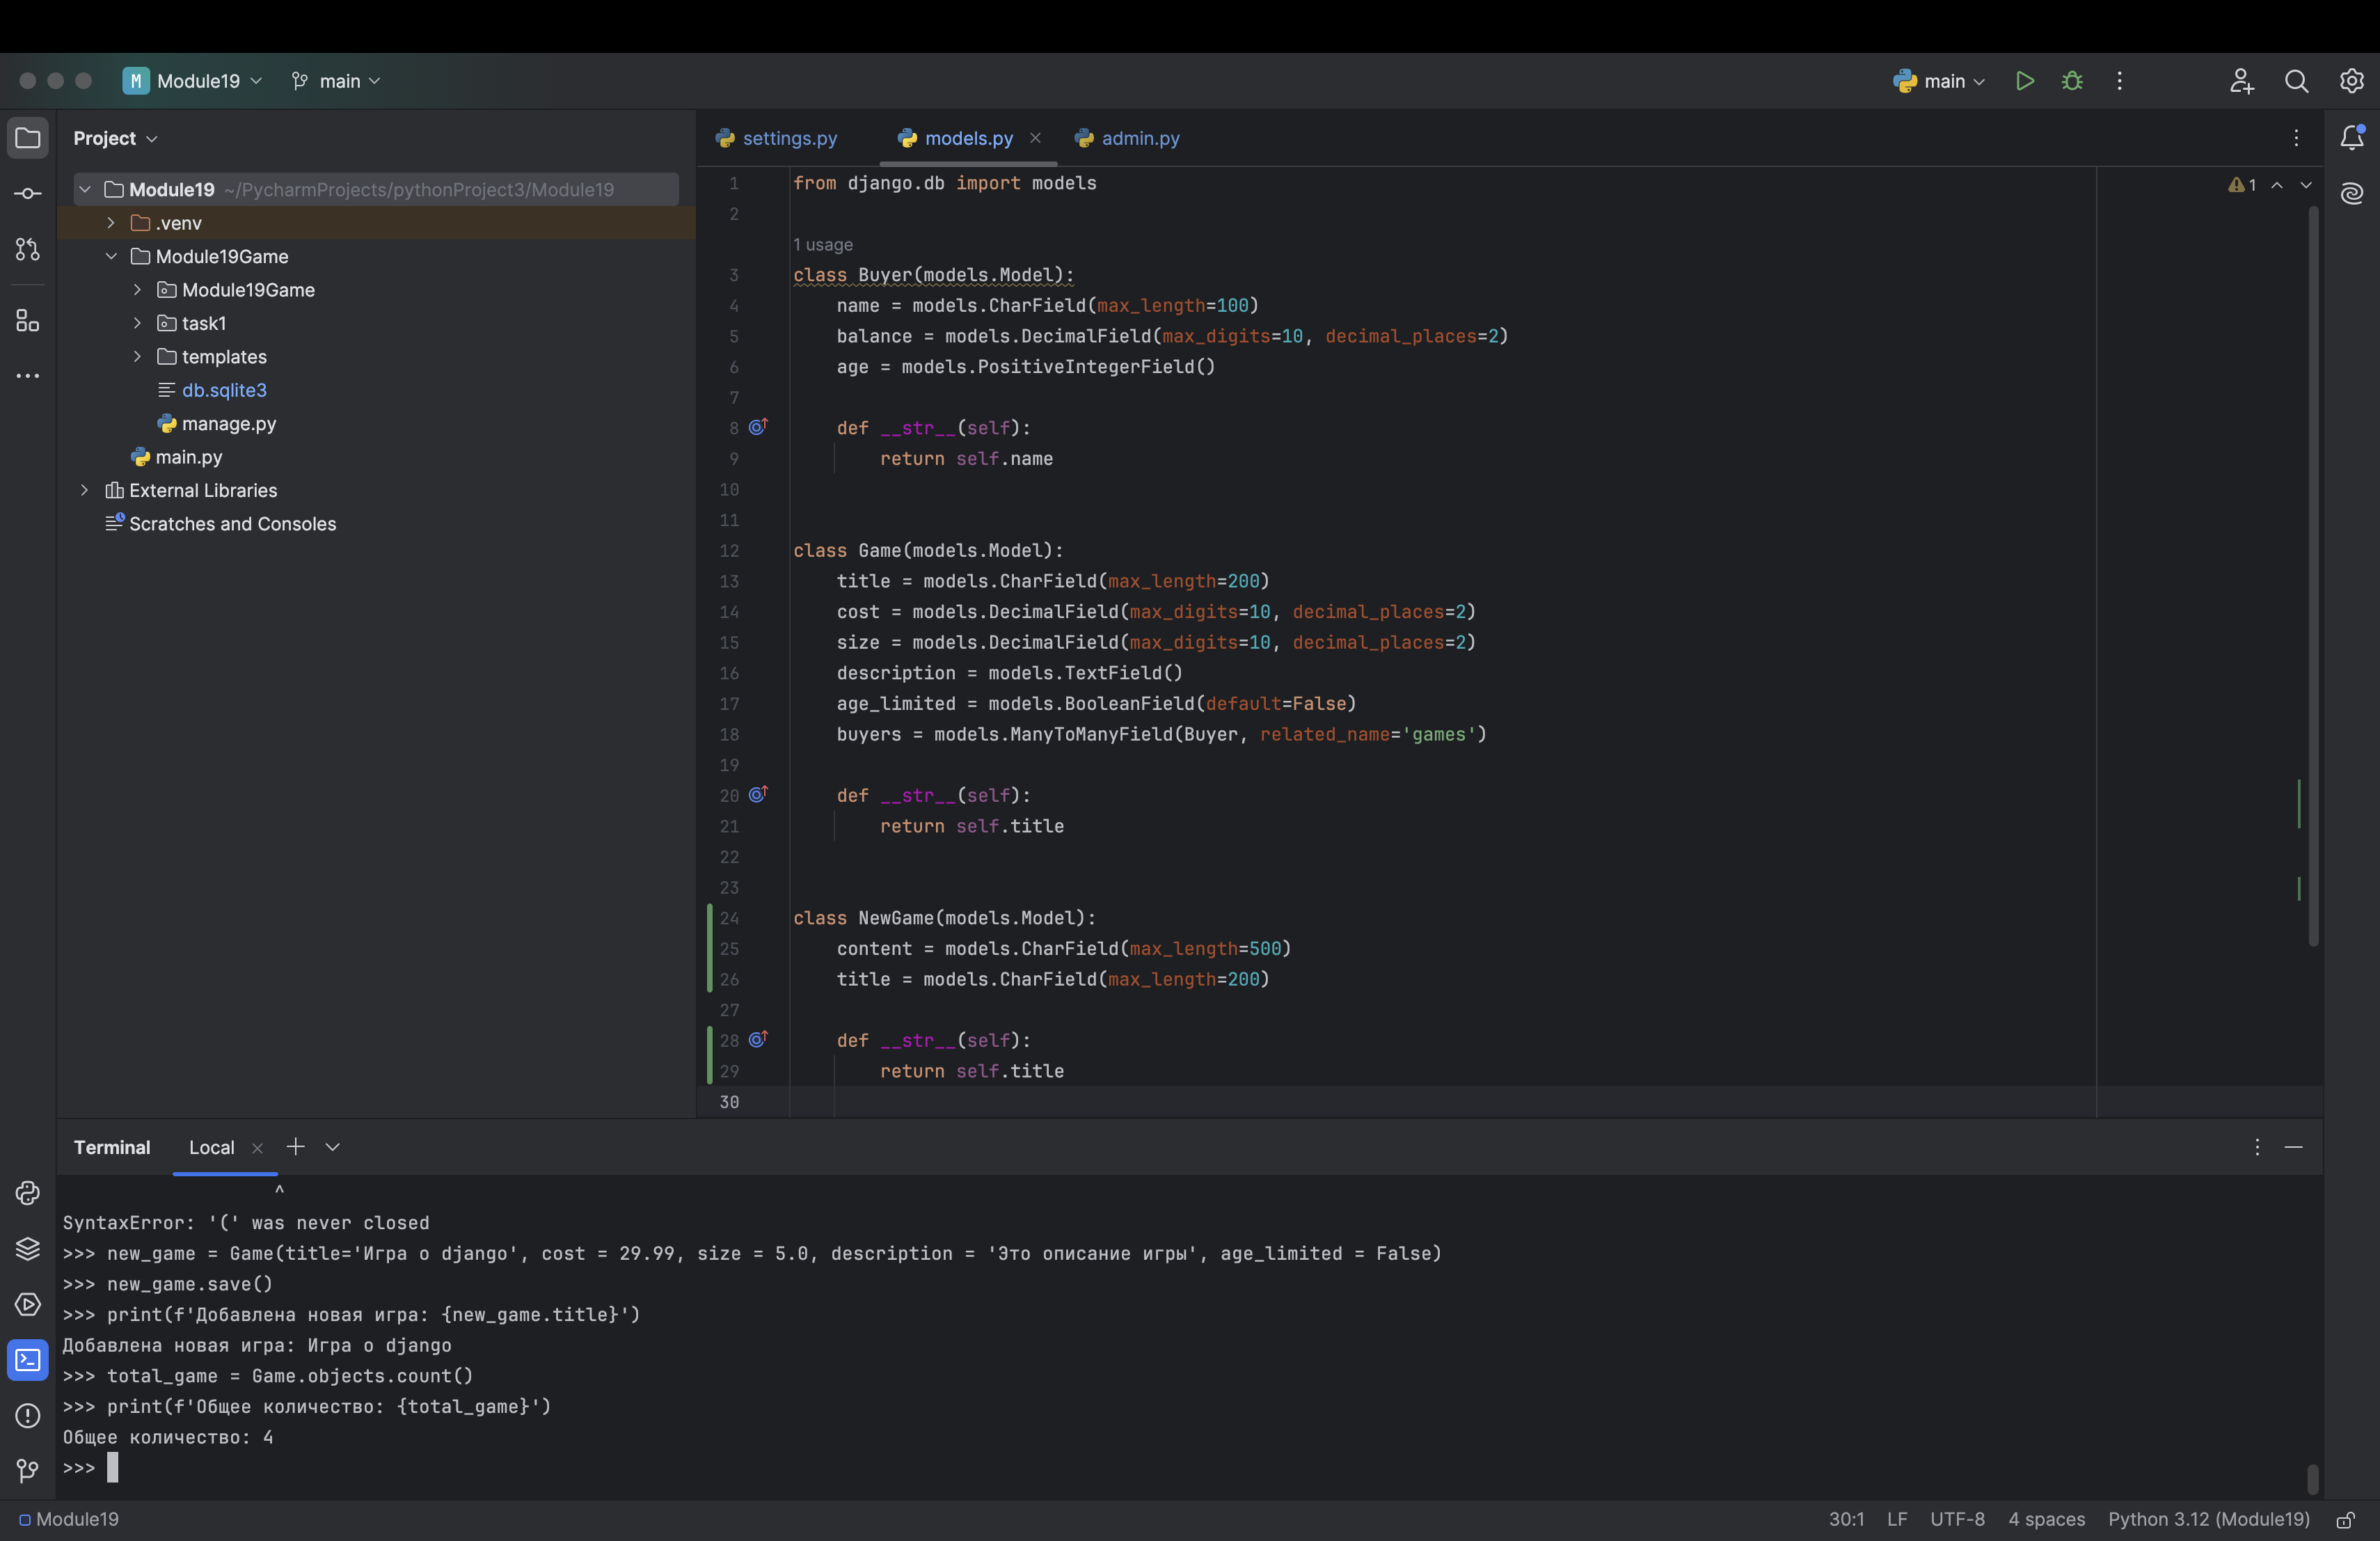 M Module19 main main
Project
Module19 ~/PycharmProjects/pythonProject3/Module19
.venv
Module19Game
Module19Game
task1
templates
db.sqlite3
manage.py
main.py
External Libraries
Scratches and Consoles
settings.py models.py admin.py
1 from django.db import models
2
1 usage
3 class Buyer(models.Model):
4 name = models.CharField(max_length=100)
5 balance = models.DecimalField(max_digits=10, decimal_places=2)
6 age = models.PositiveIntegerField()
7
8 def __str__(self):
9 return self.name
10
11
12 class Game(models.Model):
13 title = models.CharField(max_length=200)
14 cost = models.DecimalField(max_digits=10, decimal_places=2)
15 size = models.DecimalField(max_digits=10, decimal_places=2)
16 description = models.TextField()
17 age_limited = models.BooleanField(default=False)
18 buyers = models.ManyToManyField(Buyer, related_name='games')
19
20 def __str__(self):
21 return self.title
22
23
24 class NewGame(models.Model):
25 content = models.CharField(max_length=500)
26 title = models.CharField(max_length=200)
27
28 def __str__(self):
29 return self.title
30
1
Terminal Local
^
SyntaxError: '(' was never closed
>>> new_game = Game(title='Игра о django', cost = 29.99, size = 5.0, description = 'Это описание игры', age_limited = False)
>>> new_game.save()
>>> print(f'Добавлена новая игра: {new_game.title}')
Добавлена новая игра: Игра о django
>>> total_game = Game.objects.count()
>>> print(f'Общее количество: {total_game}')
Общее количество: 4
>>>
Module19 30:1 LF UTF-8 4 spaces Python 3.12 (Module19)